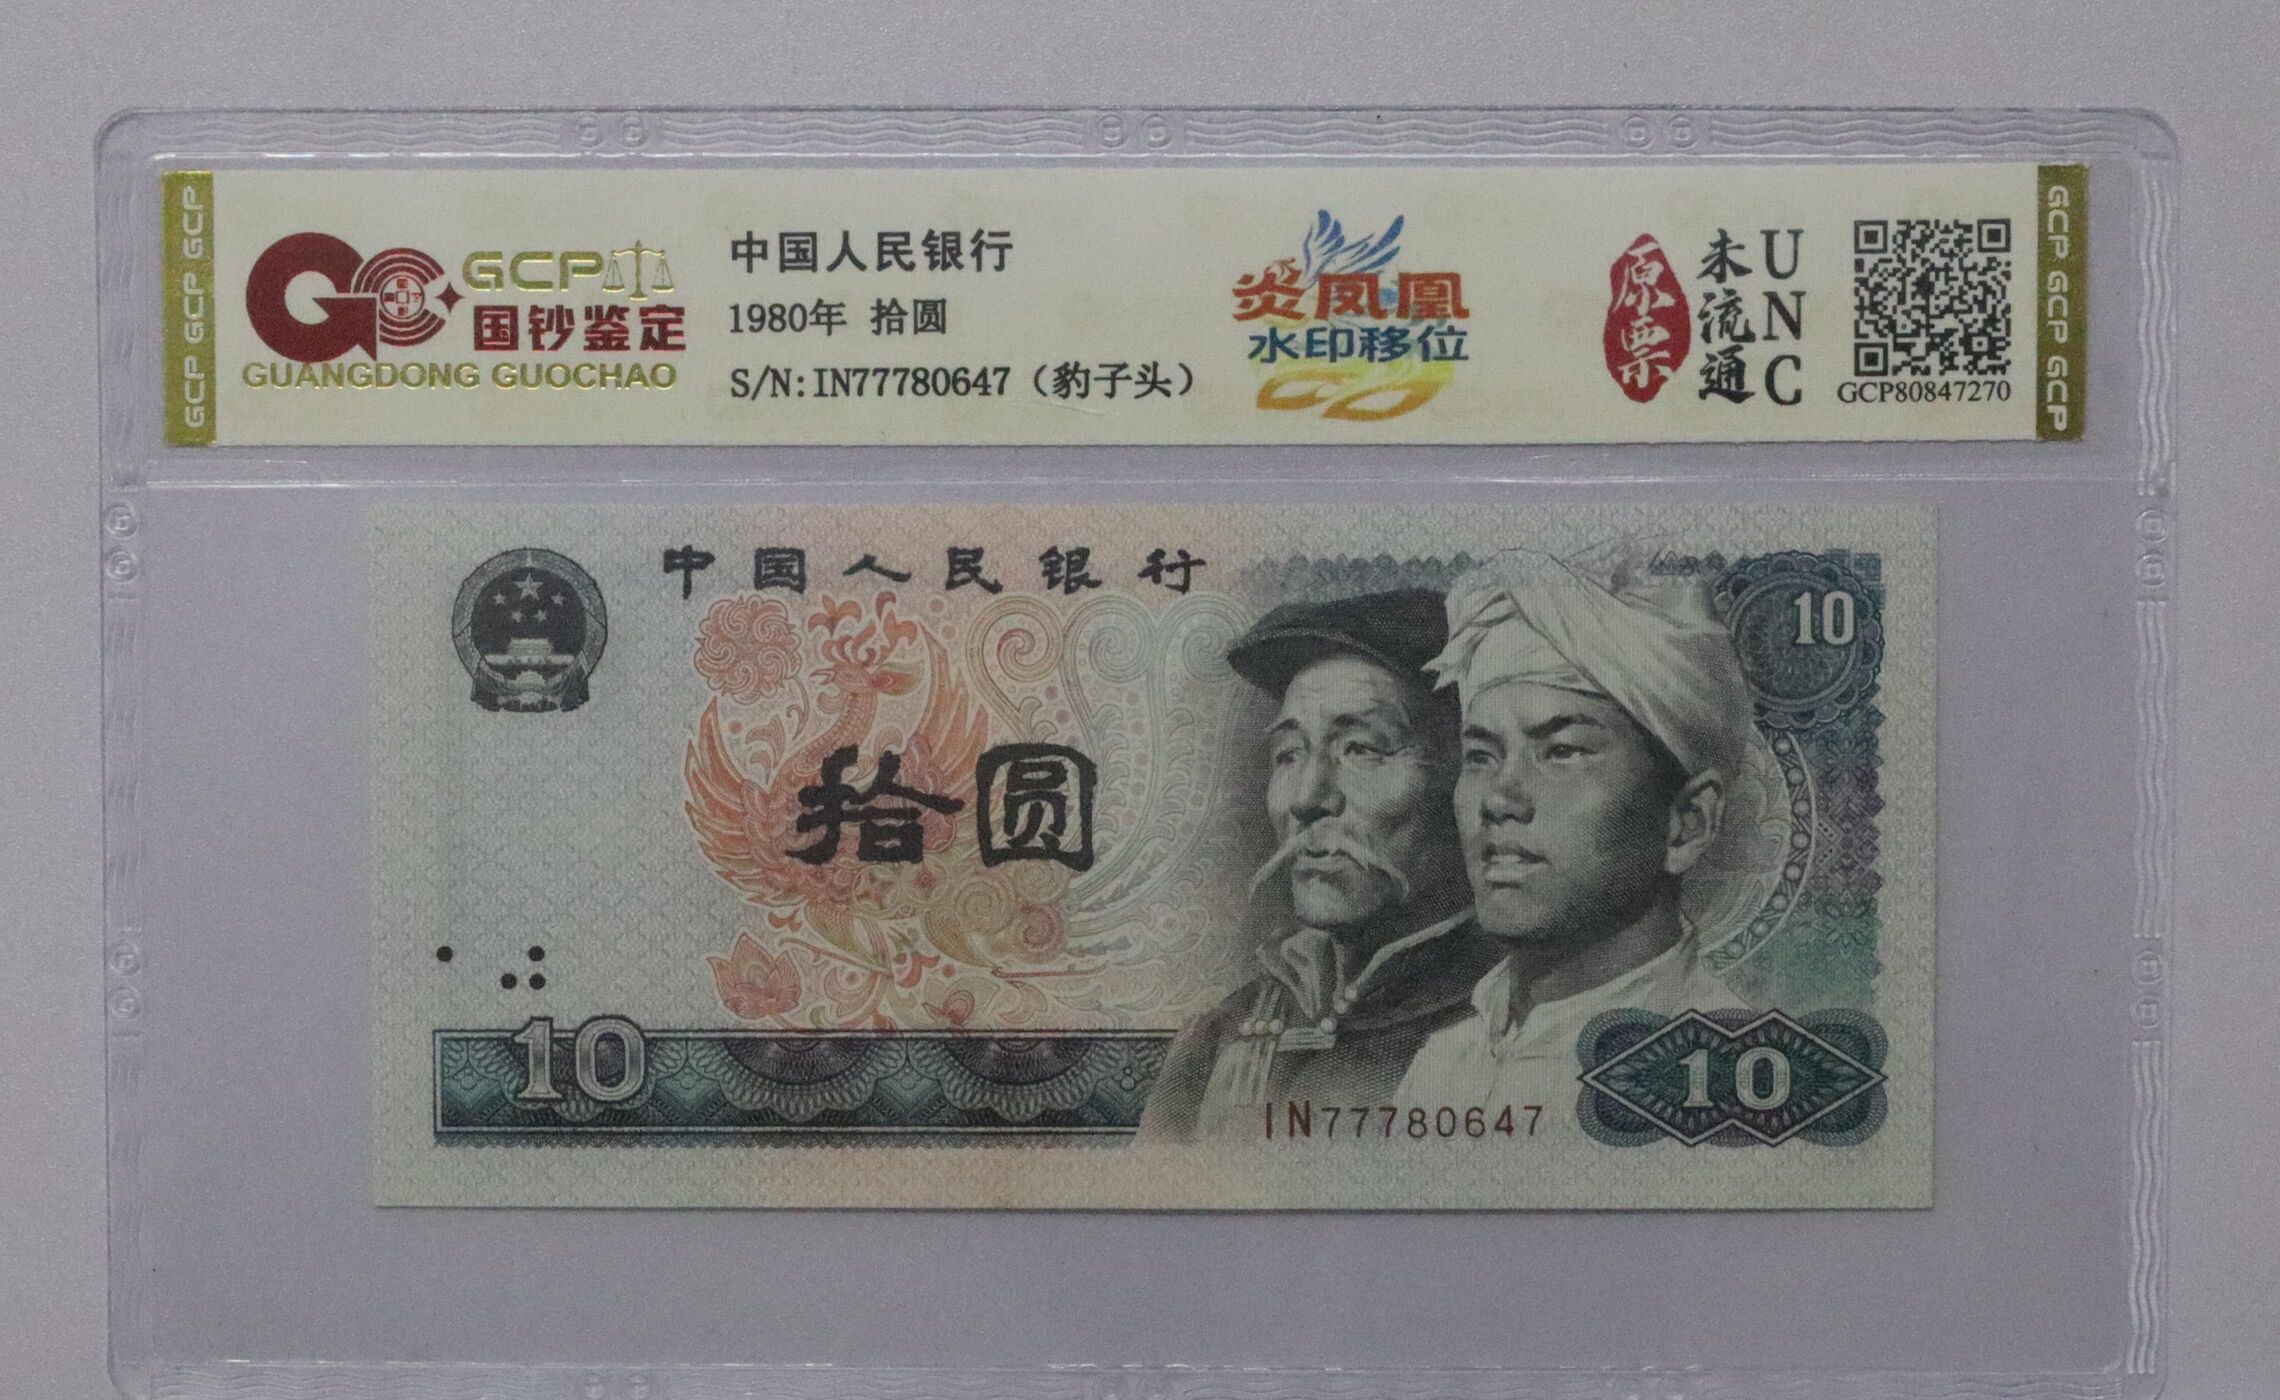 GCP GCP GCP
GCP
国钞鉴定
GUANGDONG GUOCHAO
中国人民银行
1980年 拾圆
S/N:IN77780647（豹子头）
炎凤凰
水印移位
原票
未流通
UNC
GCP80847270
GCP GCP GCP
中国人民银行
10
拾圆
10
10
IN77780647